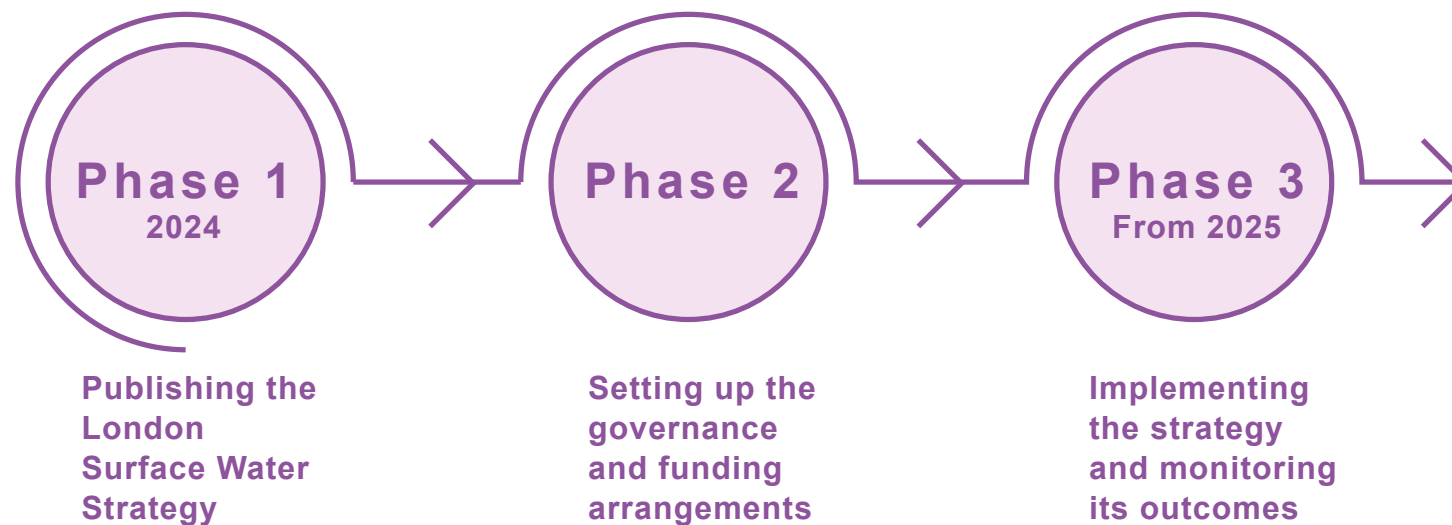 Phase 1
2024
Publishing the
London
Surface Water
Strategy
Phase 2
Setting up the
governance
and funding
arrangements
Phase 3
From 2025
Implementing
the strategy
and monitoring
its outcomes